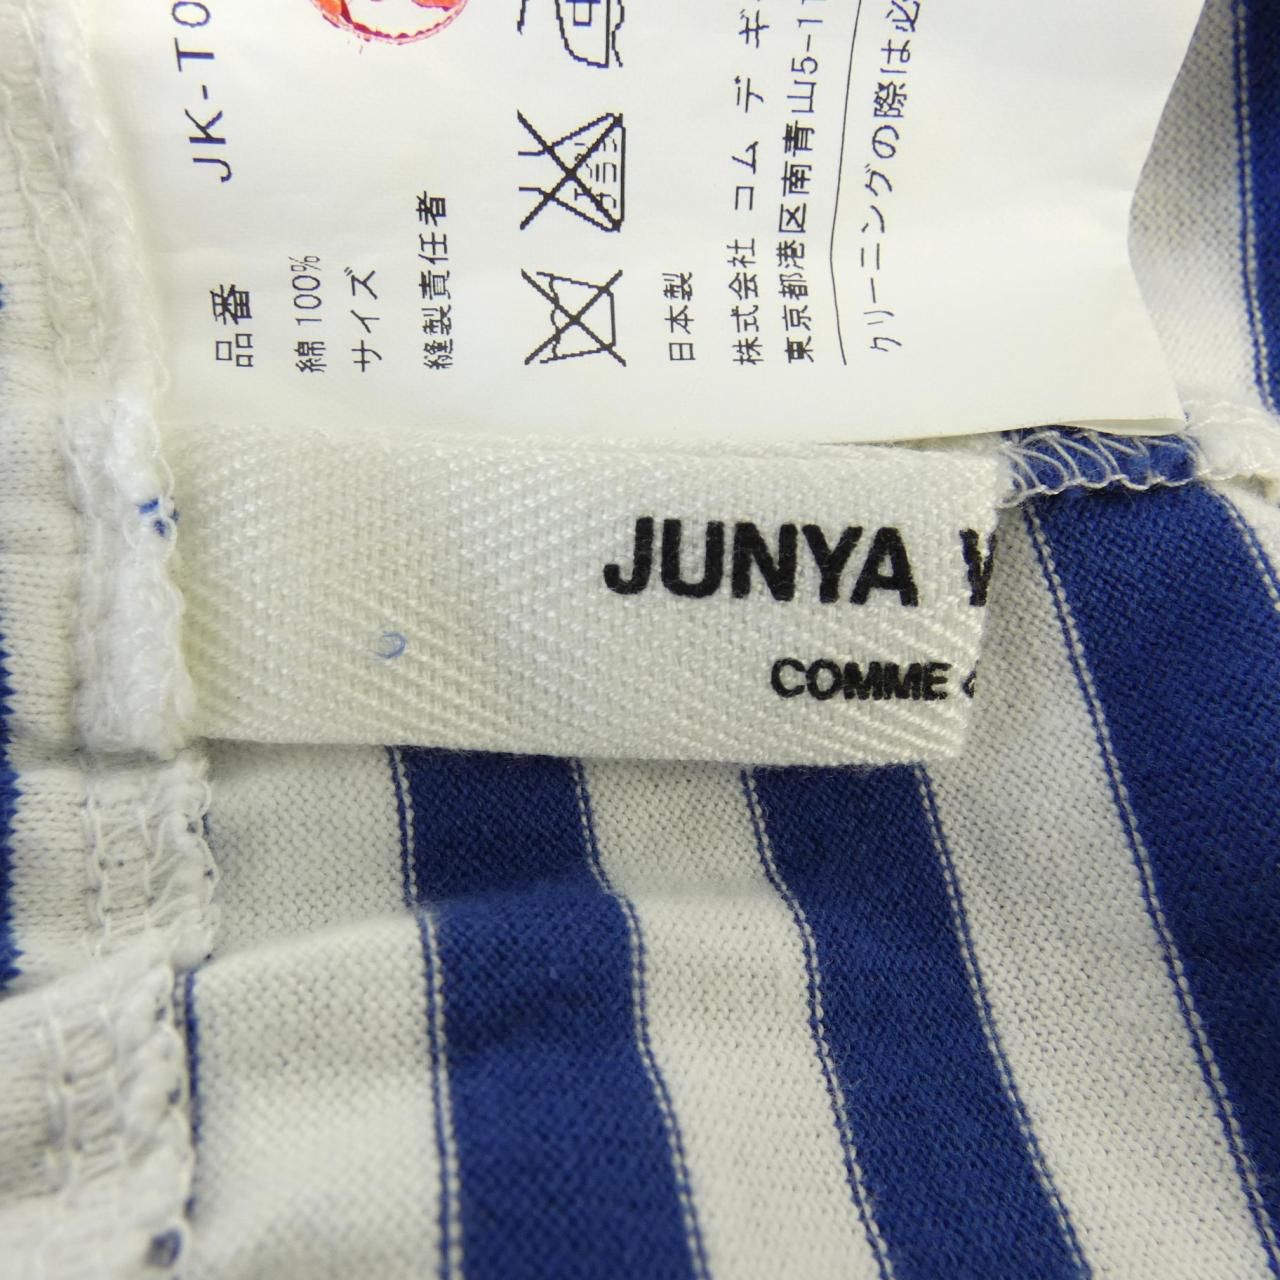 品番 JK-T0
綿 100%
サイズ
縫製責任者
日本製
株式会社 コム デ ギ
東京都港区南青山5-1
クリーニングの際は必
JUNYA
COMME